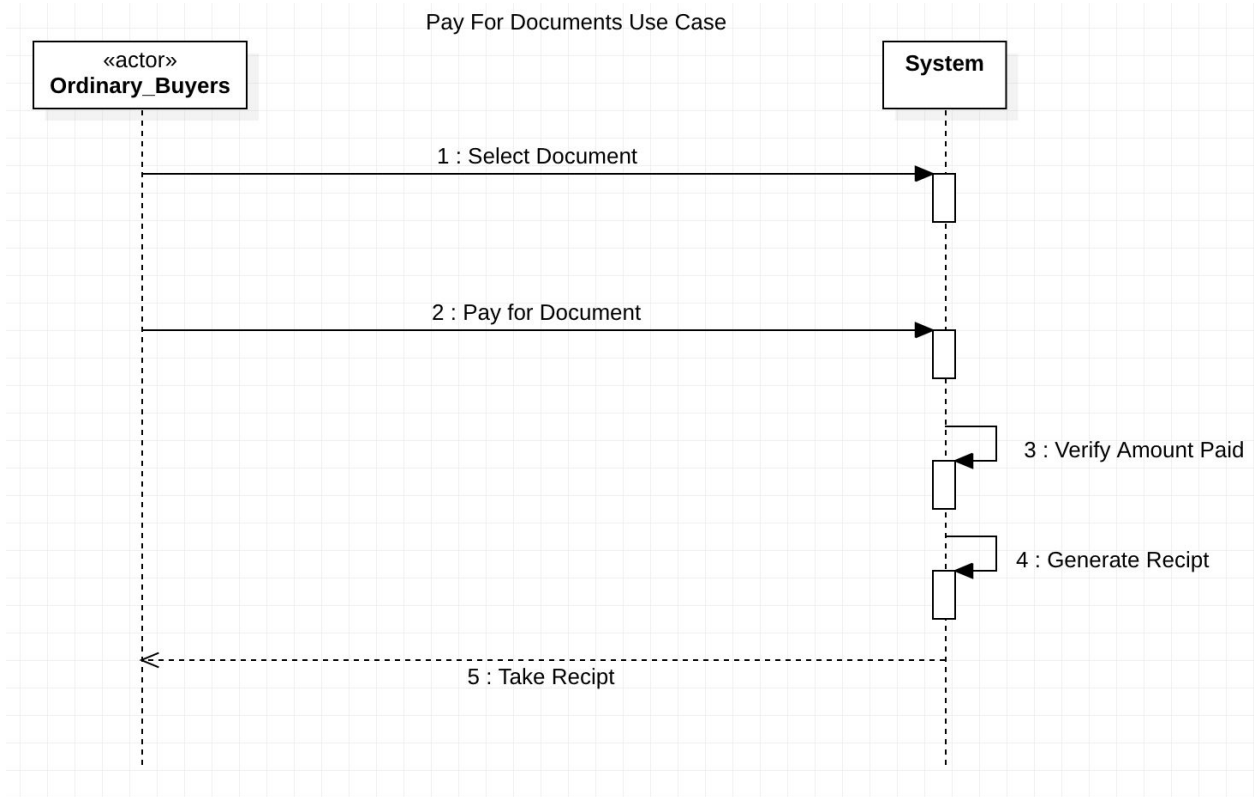 Pay For Documents Use Case
«actor»
Ordinary_Buyers
System
1 : Select Document
2 : Pay for Document
3 : Verify Amount Paid
4 : Generate Recipt
5 : Take Recipt